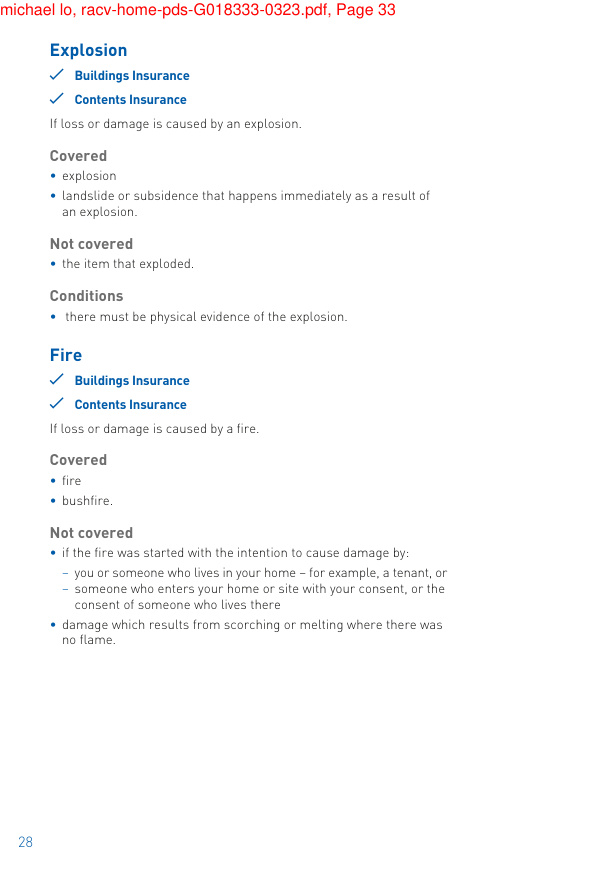 michael lo, racv-home-pds-G018333-0323.pdf, Page 33
Explosion
✓ Buildings Insurance
✓ Contents Insurance
If loss or damage is caused by an explosion.
Covered
• explosion
• landslide or subsidence that happens immediately as a result of
an explosion.
Not covered
• the item that exploded.
Conditions
• there must be physical evidence of the explosion.
Fire
✓ Buildings Insurance
✓ Contents Insurance
If loss or damage is caused by a fire.
Covered
• fire
• bushfire.
Not covered
• if the fire was started with the intention to cause damage by:
– you or someone who lives in your home – for example, a tenant, or
– someone who enters your home or site with your consent, or the
consent of someone who lives there
• damage which results from scorching or melting where there was
no flame.
28